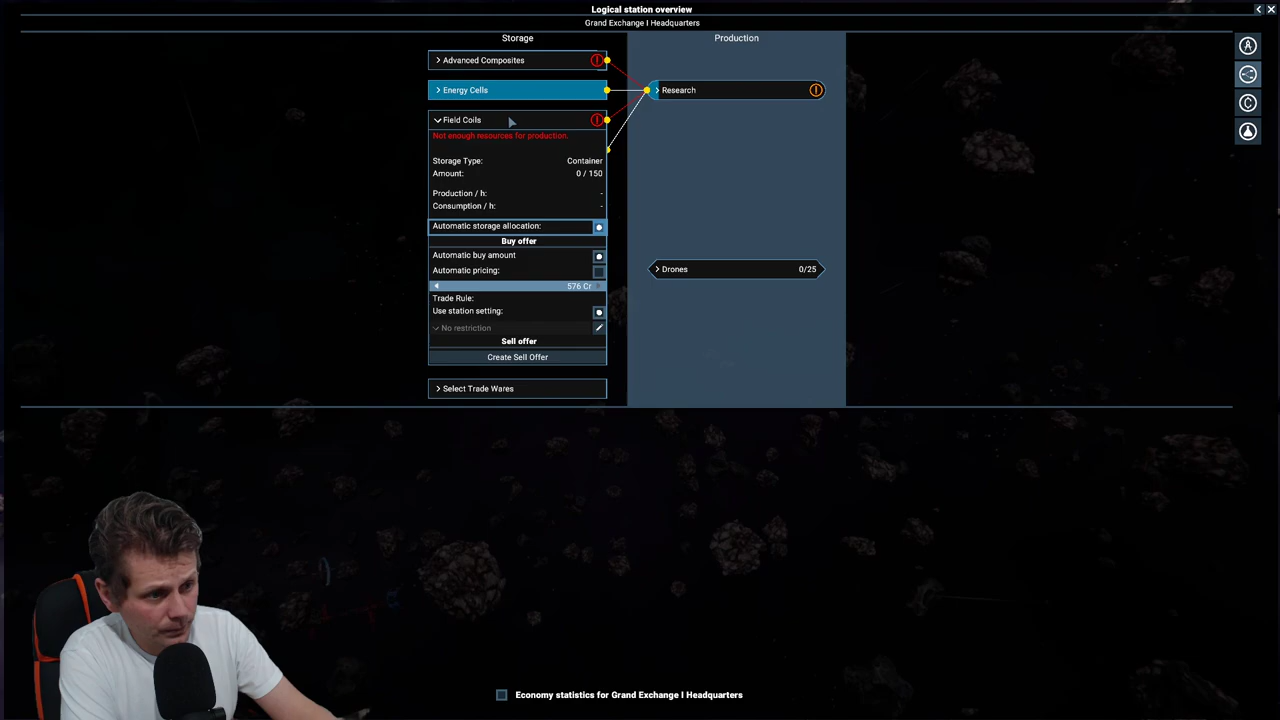 Logical station overview
Grand Exchange I Headquarters
Storage
Production
Advanced Composites
Energy Cells
Research
Field Coils
Not enough resources for production.
Storage Type: Container
Amount: 0 / 150
Production / h: -
Consumption / h: -
Automatic storage allocation:
Buy offer
Automatic buy amount
Automatic pricing:
576 Cr
Trade Rule:
Use station setting:
No restriction
Sell offer
Create Sell Offer
Drones 0/25
Select Trade Wares
Economy statistics for Grand Exchange I Headquarters